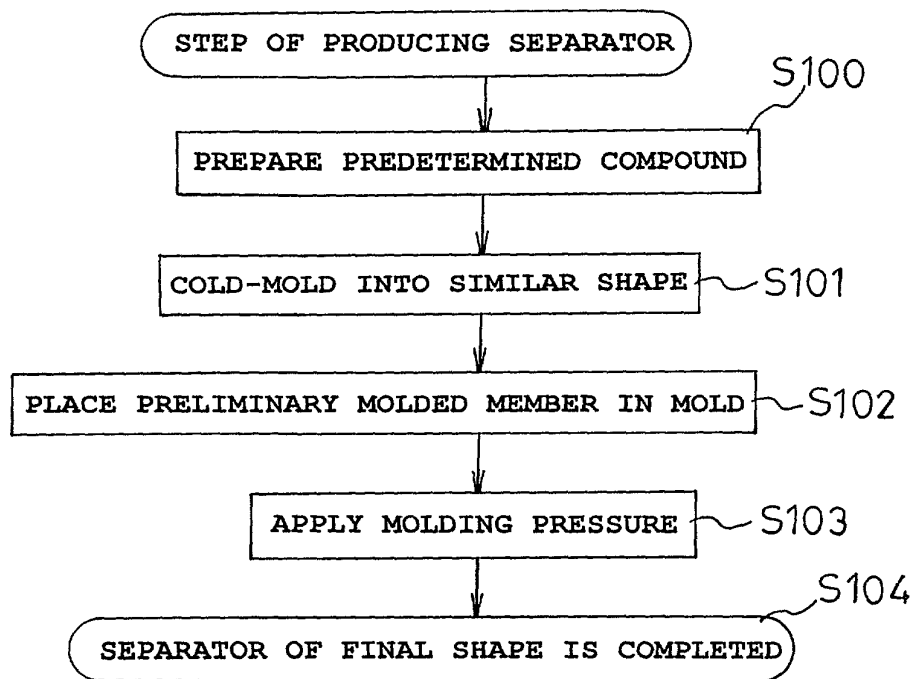 STEP OF PRODUCING SEPARATOR
S100
PREPARE PREDETERMINED COMPOUND
COLD-MOLD INTO SIMILAR SHAPE
S101
PLACE PRELIMINARY MOLDED MEMBER IN MOLD
S102
APPLY MOLDING PRESSURE
S103
S104
SEPARATOR OF FINAL SHAPE IS COMPLETED